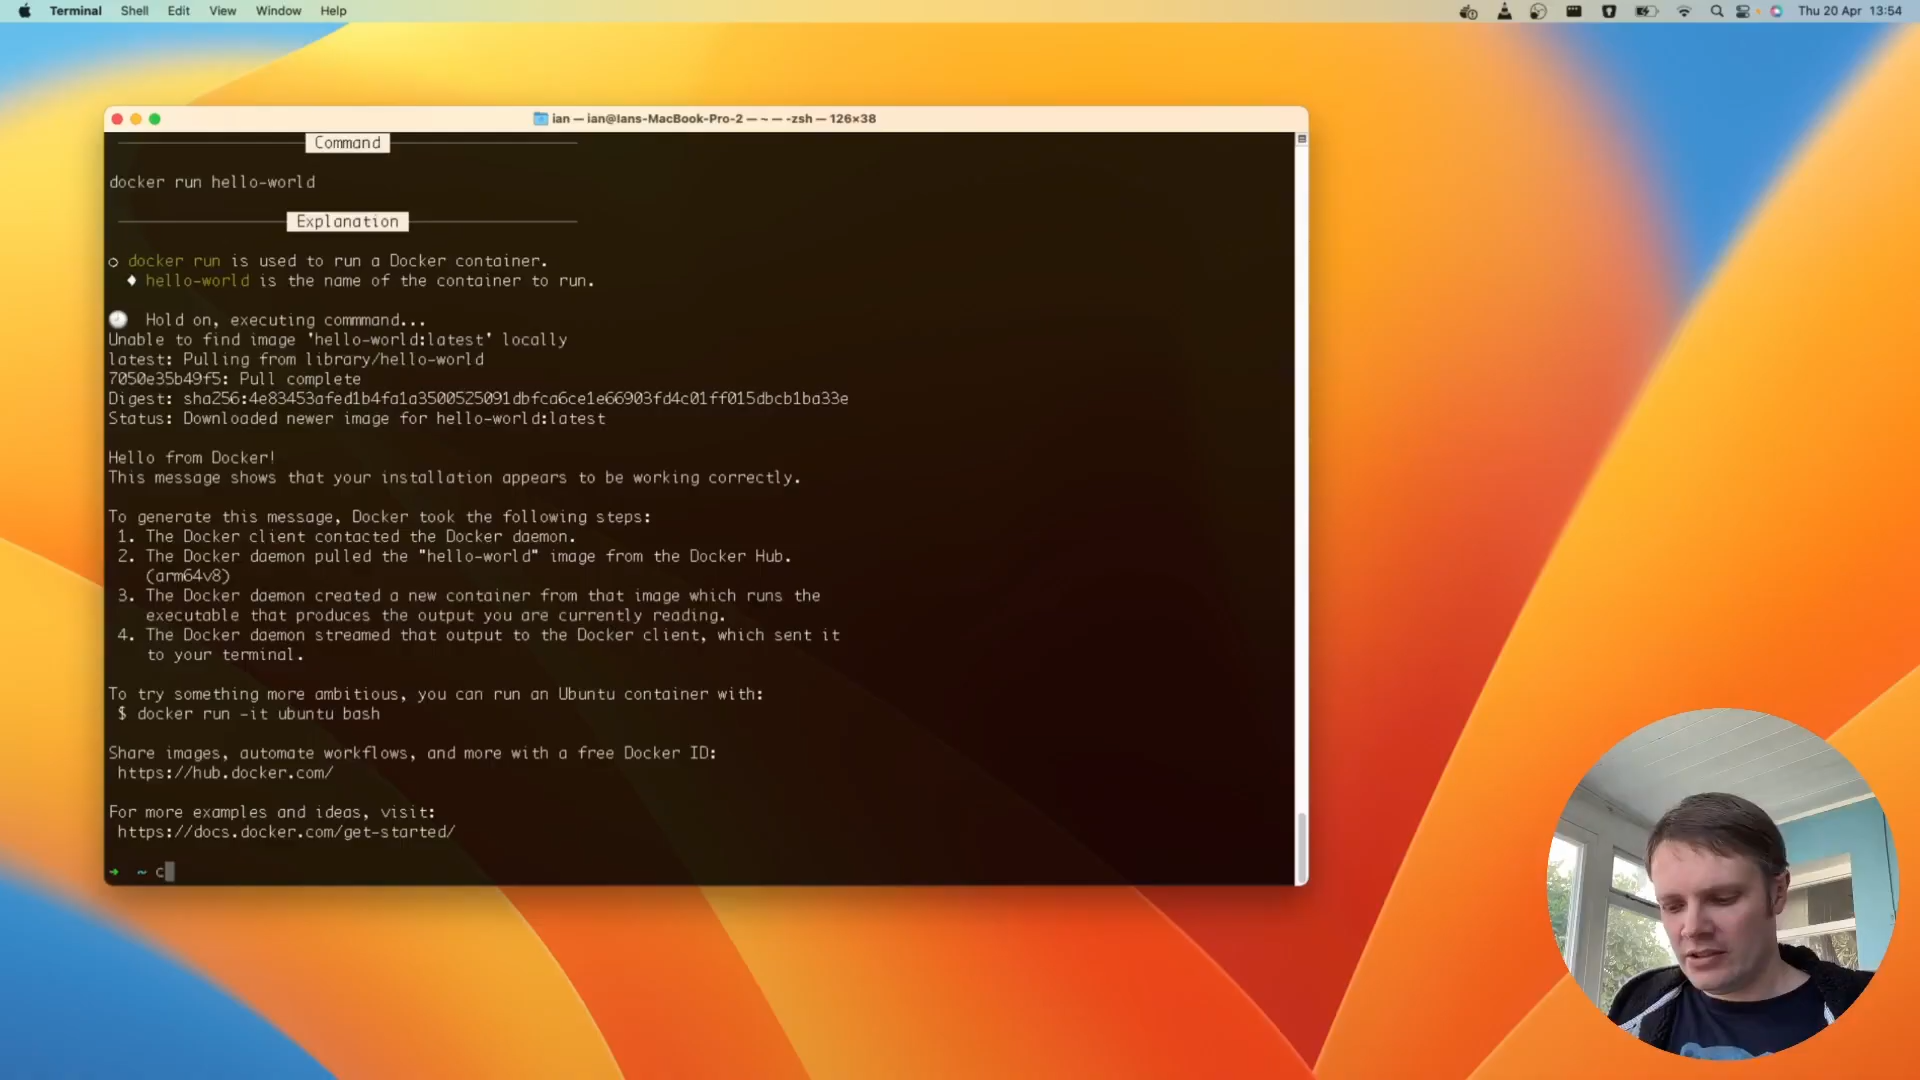 Terminal Shell Edit View Window Help Thu 20 Apr 13:54
ian — ian@Ians-MacBook-Pro-2 — ~ — -zsh — 126×38
Command
docker run hello-world
Explanation
docker run is used to run a Docker container.
hello-world is the name of the container to run.
Hold on, executing commmand...
Unable to find image 'hello-world:latest' locally
latest: Pulling from library/hello-world
7050e35b49f5: Pull complete
Digest: sha256:4e83453afed1b4fa1a3500525091dbfca6ce1e66903fd4c01ff015dbcb1ba33e
Status: Downloaded newer image for hello-world:latest
Hello from Docker!
This message shows that your installation appears to be working correctly.
To generate this message, Docker took the following steps:
1. The Docker client contacted the Docker daemon.
2. The Docker daemon pulled the "hello-world" image from the Docker Hub.
(arm64v8)
3. The Docker daemon created a new container from that image which runs the
executable that produces the output you are currently reading.
4. The Docker daemon streamed that output to the Docker client, which sent it
to your terminal.
To try something more ambitious, you can run an Ubuntu container with:
$ docker run -it ubuntu bash
Share images, automate workflows, and more with a free Docker ID:
https://hub.docker.com/
For more examples and ideas, visit:
https://docs.docker.com/get-started/
➜ ~ c